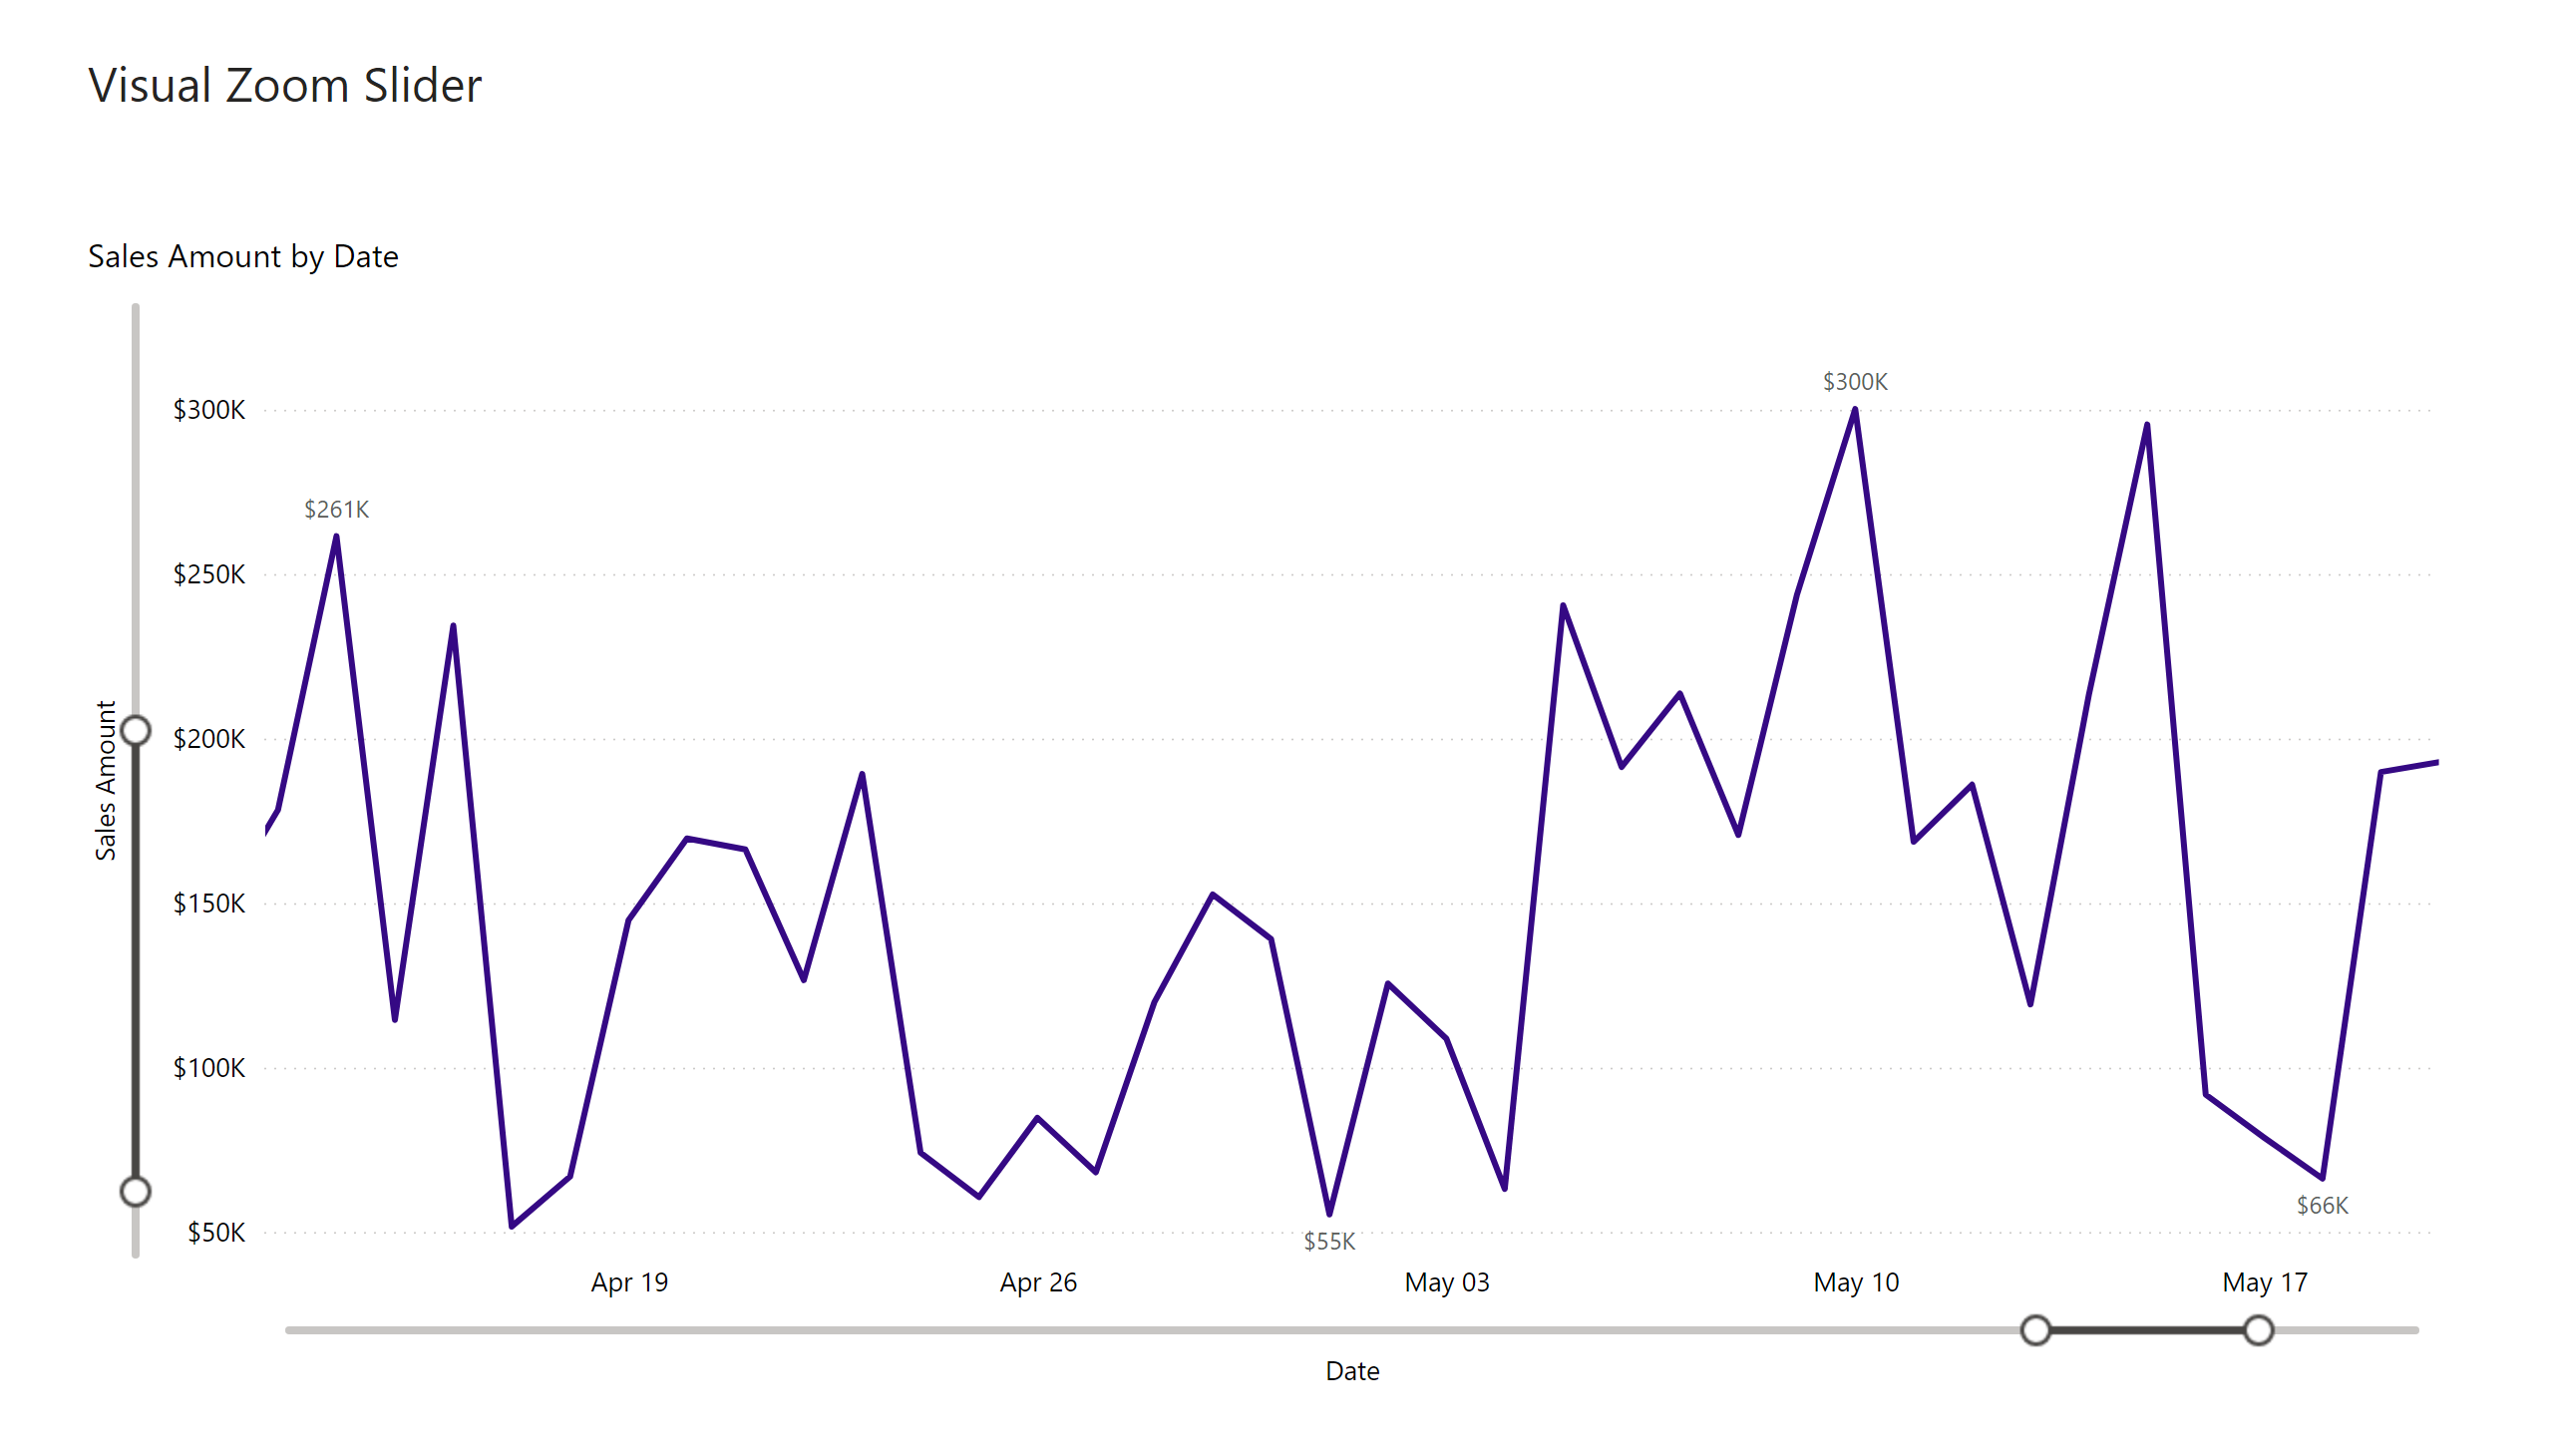 Visual Zoom Slider
Sales Amount by Date
Sales Amount
$300K
$250K
$200K
$150K
$100K
$50K
$261K
$300K
$55K
$66K
Apr 19
Apr 26
May 03
May 10
May 17
Date